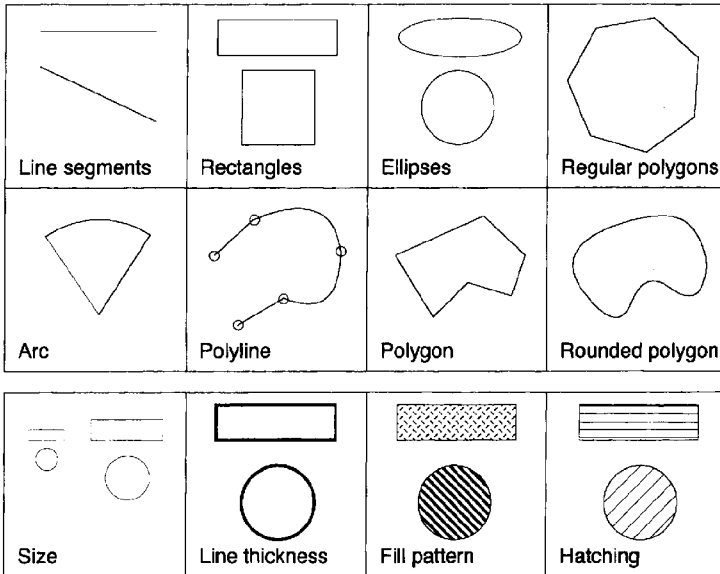 Line segments
Rectangles
Ellipses
Regular polygons
Arc
Polyline
Polygon
Rounded polygon
Size
Line thickness
Fill pattern
Hatching